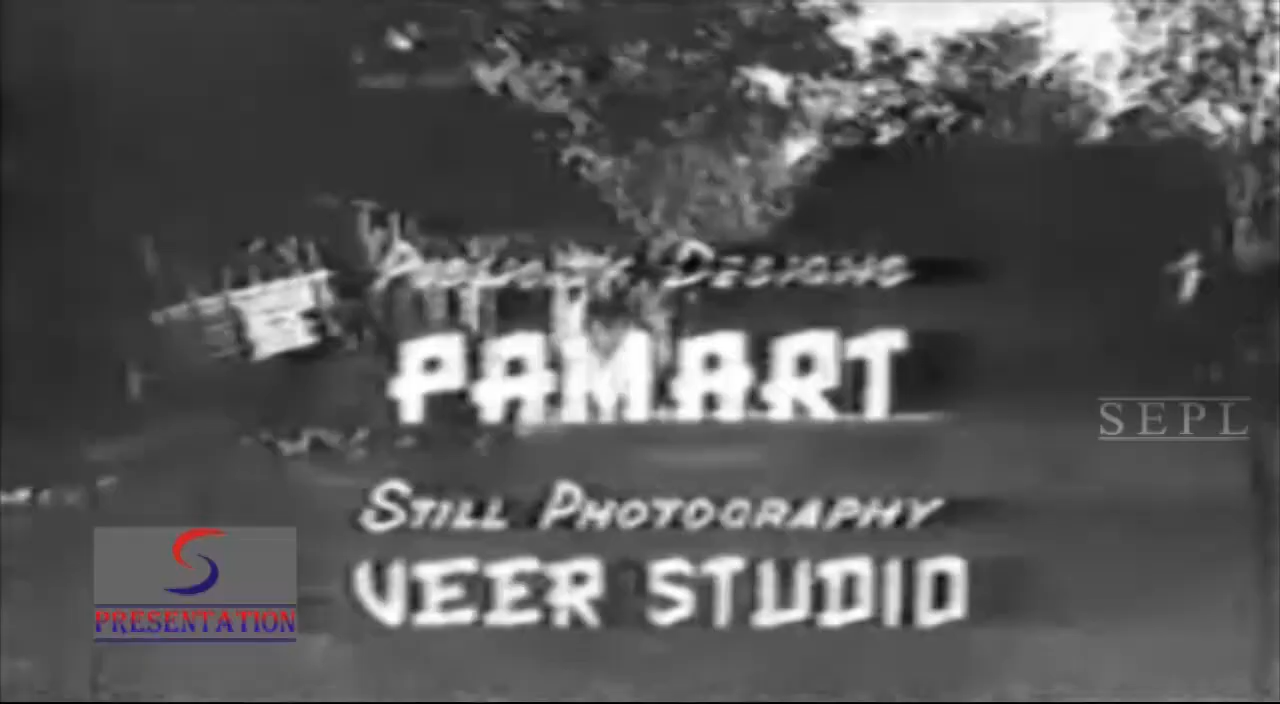 Publicity Designs
PAMART
SEPL
STILL PHOTOGRAPHY
VEER STUDIO
S
PRESENTATION